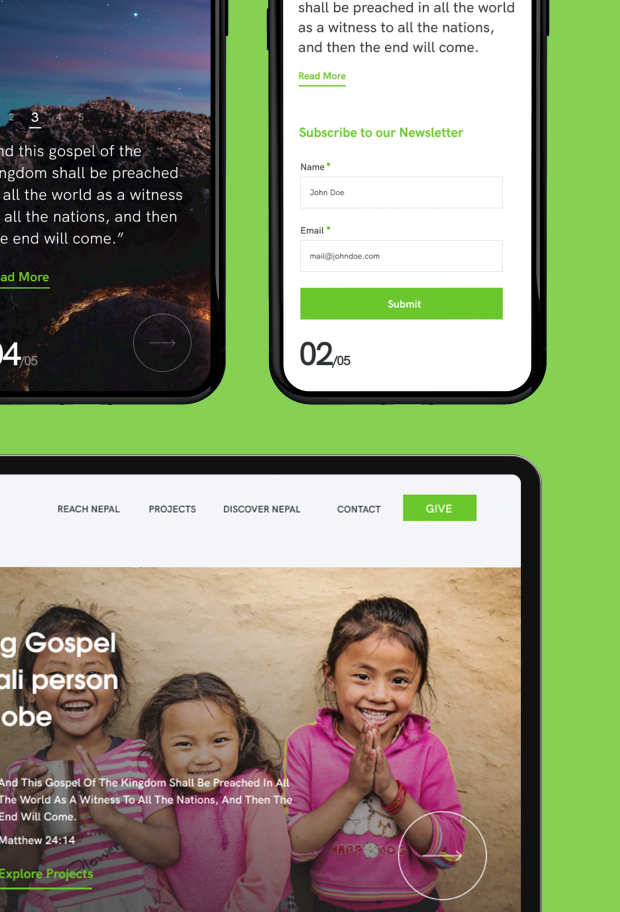 2 3 4 5
nd this gospel of the
ngdom shall be preached
all the world as a witness
all the nations, and then
e end will come.”
ad More
04/05
shall be preached in all the world
as a witness to all the nations,
and then the end will come.
Read More
Subscribe to our Newsletter
Name *
John Doe
Email *
mail@johndoe.com
Submit
02/05
REACH NEPAL PROJECTS DISCOVER NEPAL CONTACT GIVE
g Gospel
ali person
obe
And This Gospel Of The Kingdom Shall Be Preached In All
The World As A Witness To All The Nations, And Then The
End Will Come.
Matthew 24:14
Explore Projects